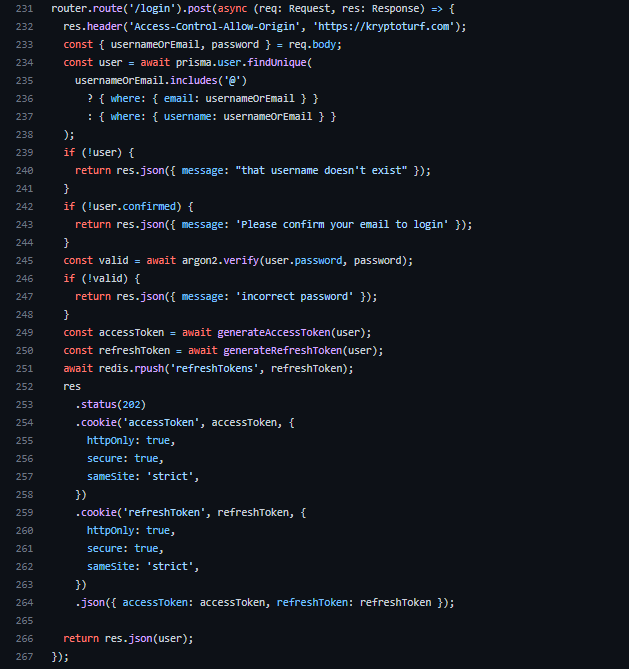 231 router.route('/login').post(async (req: Request, res: Response) => {
232   res.header('Access-Control-Allow-Origin', 'https://kryptoturf.com');
233   const { usernameOrEmail, password } = req.body;
234   const user = await prisma.user.findUnique(
235     usernameOrEmail.includes('@')
236       ? { where: { email: usernameOrEmail } }
237       : { where: { username: usernameOrEmail } }
238   );
239   if (!user) {
240     return res.json({ message: "that username doesn't exist" });
241   }
242   if (!user.confirmed) {
243     return res.json({ message: 'Please confirm your email to login' });
244   }
245   const valid = await argon2.verify(user.password, password);
246   if (!valid) {
247     return res.json({ message: 'incorrect password' });
248   }
249   const accessToken = await generateAccessToken(user);
250   const refreshToken = await generateRefreshToken(user);
251   await redis.rpush('refreshTokens', refreshToken);
252   res
253     .status(202)
254     .cookie('accessToken', accessToken, {
255       httpOnly: true,
256       secure: true,
257       sameSite: 'strict',
258     })
259     .cookie('refreshToken', refreshToken, {
260       httpOnly: true,
261       secure: true,
262       sameSite: 'strict',
263     })
264     .json({ accessToken: accessToken, refreshToken: refreshToken });
265
266   return res.json(user);
267 });